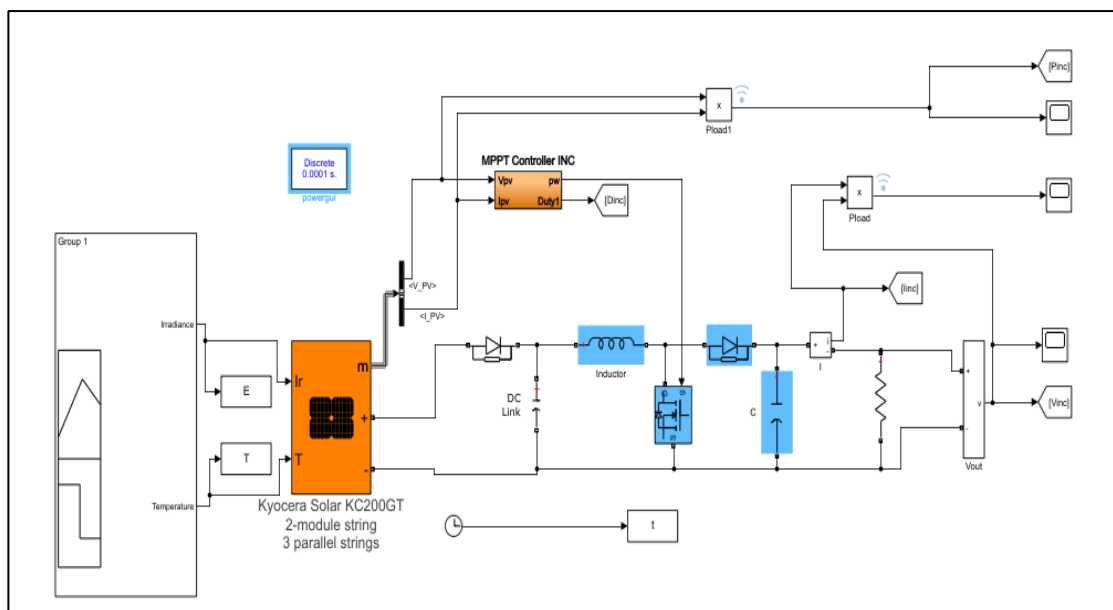 [Pinc]
x
Pload1
Discrete
0.0001 s.
powergui
MPPT Controller INC
Vpv
pw
Ipv
Duty1
[Dinc]
x
Pload
Group 1
<V_PV>
<I_PV>
[Iinc]
Irradiance
m
Ir
E
+
DC
Link
Inductor
g
D
S
C
+
i
-
I
+
v
-
Vout
[Vinc]
T
T
-
Temperature
Kyocera Solar KC200GT
2-module string
3 parallel strings
t